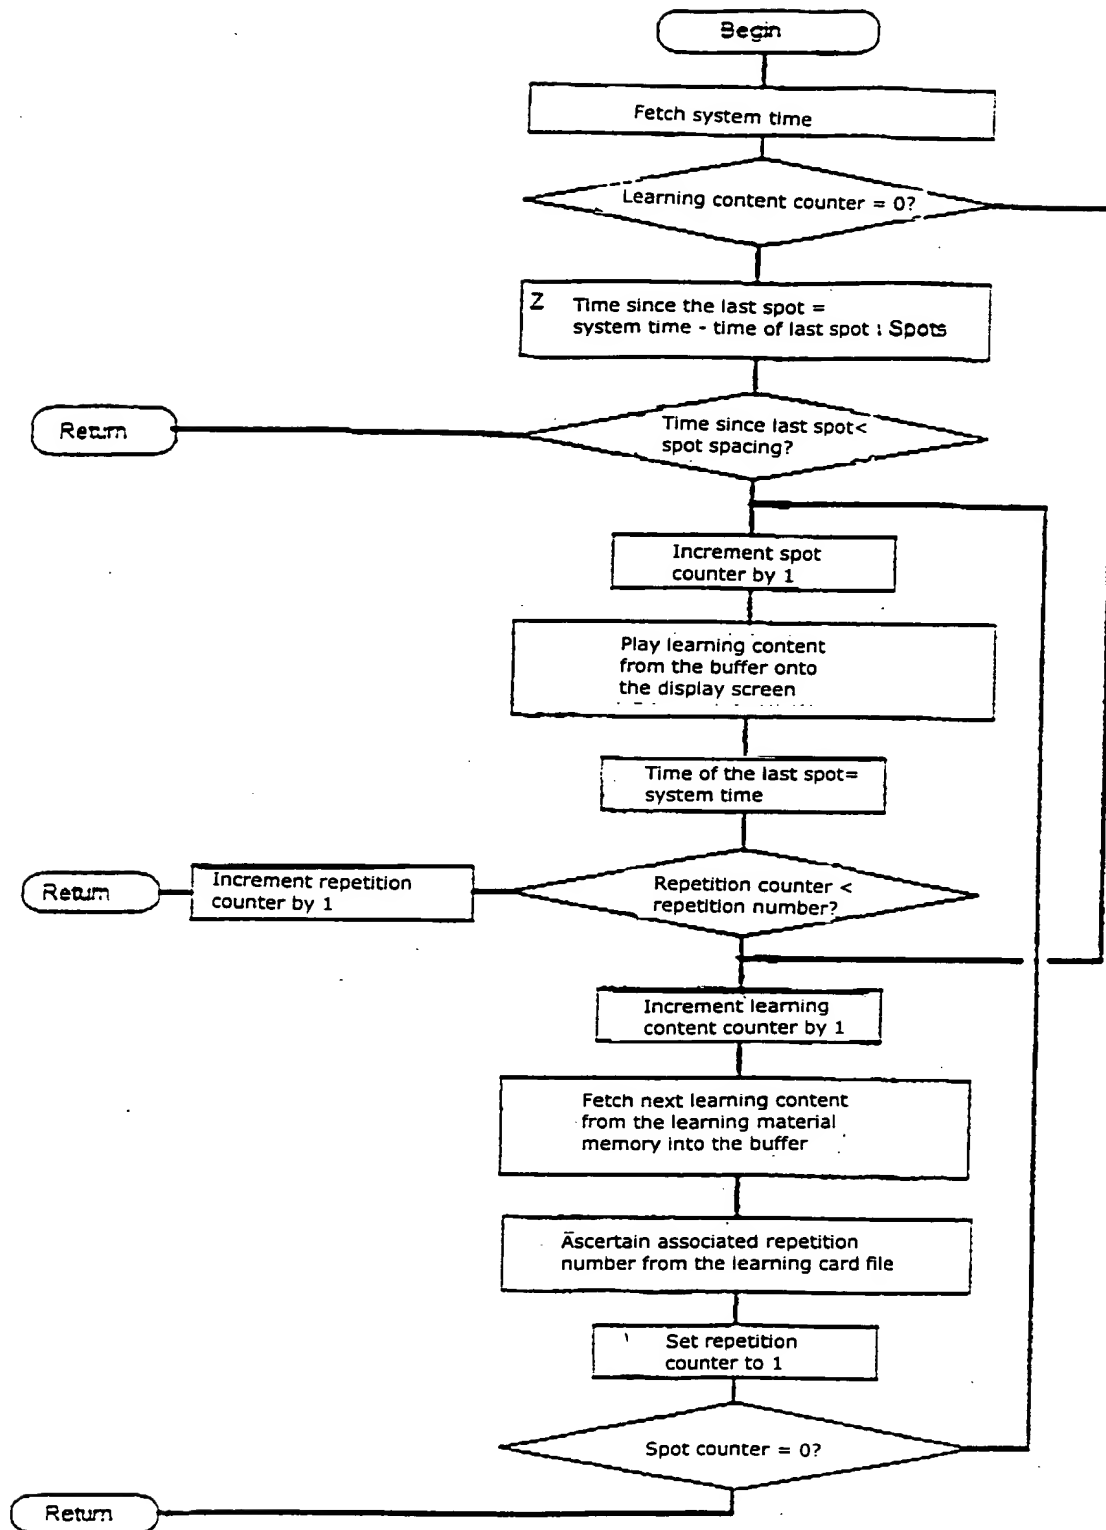 Begin
Fetch system time
Learning content counter = 0?
Z Time since the last spot =
system time - time of last spot : Spots
Return
Time since last spot<
spot spacing?
Increment spot
counter by 1
Play learning content
from the buffer onto
the display screen
Time of the last spot=
system time
Return
Increment repetition
counter by 1
Repetition counter <
repetition number?
Increment learning
content counter by 1
Fetch next learning content
from the learning material
memory into the buffer
Ascertain associated repetition
number from the learning card file
Set repetition
counter to 1
Spot counter = 0?
Return